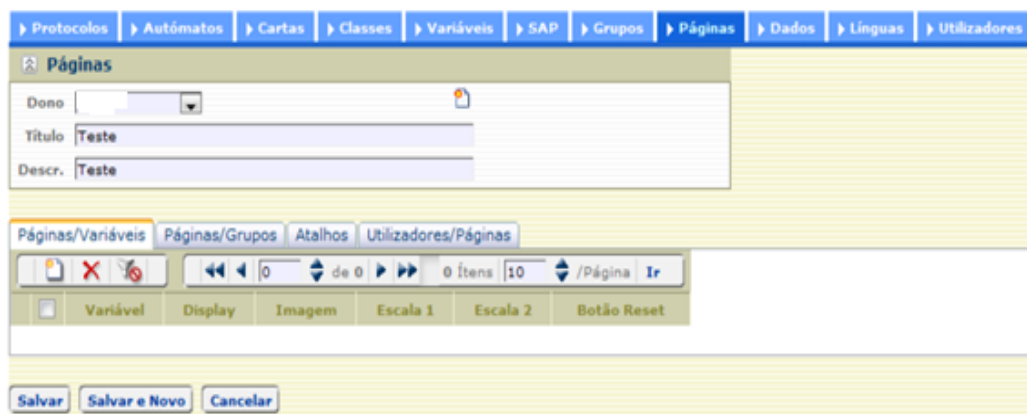 Protocolos Autómatos Cartas Classes Variáveis SAP Grupos Páginas Dados Línguas Utilizadores
Páginas
Dono
Título Teste
Descr. Teste
Páginas/Variáveis Páginas/Grupos Atalhos Utilizadores/Páginas
0 de 0 0 Ítens 10 /Página Ir
Variável Display Imagem Escala 1 Escala 2 Botão Reset
Salvar Salvar e Novo Cancelar